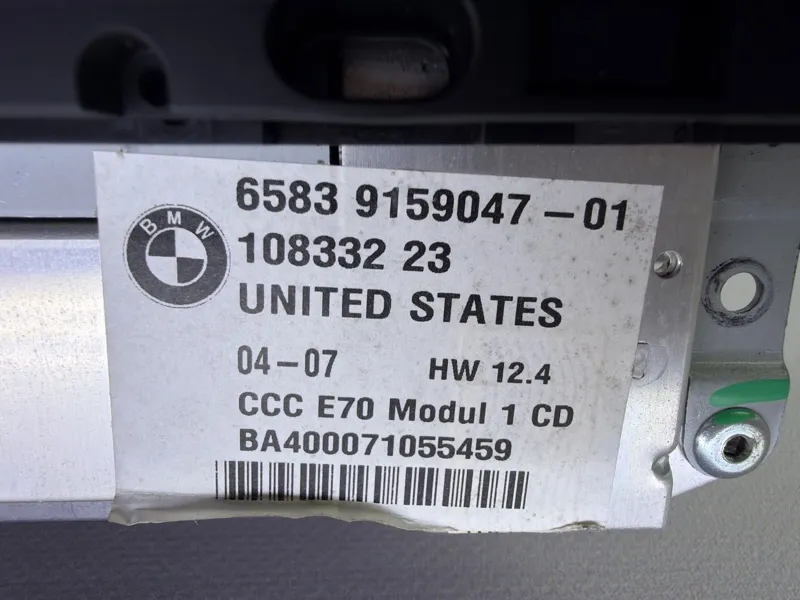 BMW
6583 9159047-01
108332 23
UNITED STATES
04-07 HW 12.4
CCC E70 Modul 1 CD
BA400071055459